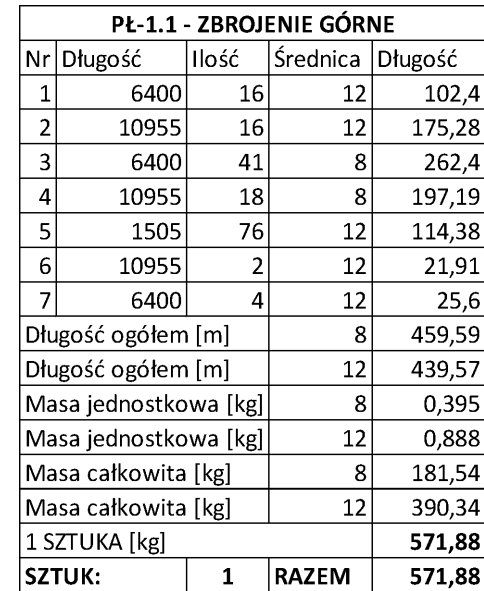 PŁ-1.1 - ZBROJENIE GÓRNE
Nr Długość Ilość Średnica Długość
1 6400 16 12 102,4
2 10955 16 12 175,28
3 6400 41 8 262,4
4 10955 18 8 197,19
5 1505 76 12 114,38
6 10955 2 12 21,91
7 6400 4 12 25,6
Długość ogółem [m] 8 459,59
Długość ogółem [m] 12 439,57
Masa jednostkowa [kg] 8 0,395
Masa jednostkowa [kg] 12 0,888
Masa całkowita [kg] 8 181,54
Masa całkowita [kg] 12 390,34
1 SZTUKA [kg] 571,88
SZTUK: 1 RAZEM 571,88